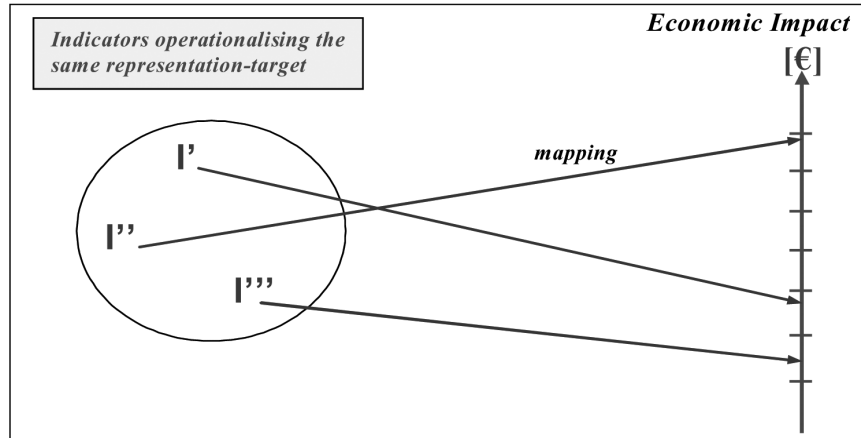 Indicators operationalising the
same representation-target
Economic Impact
[€]
mapping
I'
I’’
I’’’